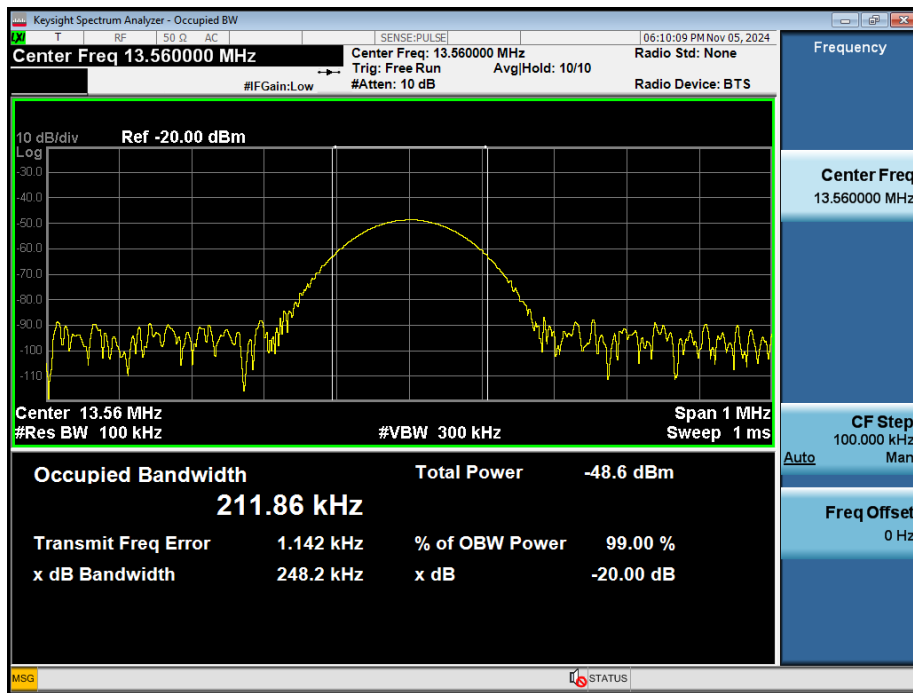 Keysight Spectrum Analyzer - Occupied BW
LXI T RF 50 Ω AC SENSE:PULSE 06:10:09 PM Nov 05, 2024
Center Freq 13.560000 MHz
Center Freq: 13.560000 MHz Radio Std: None
Trig: Free Run Avg|Hold: 10/10
#IFGain:Low #Atten: 10 dB Radio Device: BTS
10 dB/div Ref -20.00 dBm
Log
-30.0
-40.0
-50.0
-60.0
-70.0
-80.0
-90.0
-100
-110
Center 13.56 MHz Span 1 MHz
#Res BW 100 kHz #VBW 300 kHz Sweep 1 ms
Occupied Bandwidth Total Power -48.6 dBm
211.86 kHz
Transmit Freq Error 1.142 kHz % of OBW Power 99.00 %
x dB Bandwidth 248.2 kHz x dB -20.00 dB
MSG STATUS
Frequency
Center Freq
13.560000 MHz
CF Step
100.000 kHz
Auto Man
Freq Offset
0 Hz